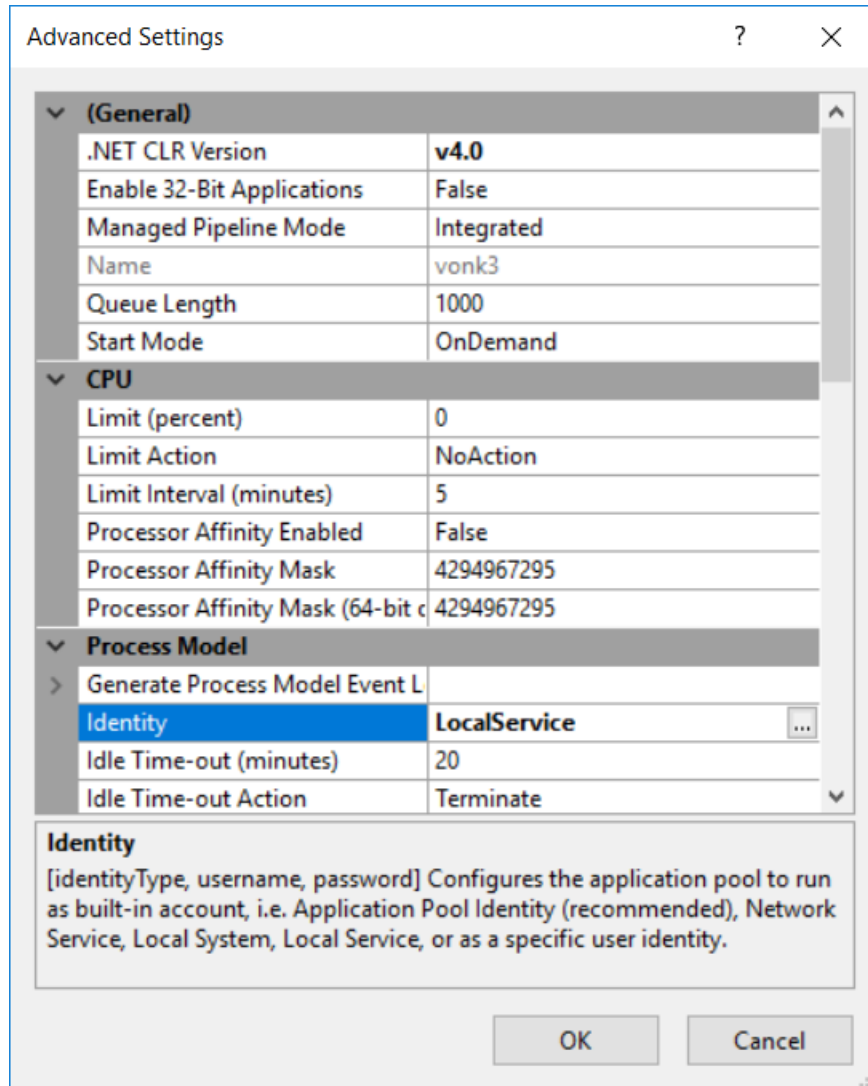 Advanced Settings ? ×
(General)
.NET CLR Version v4.0
Enable 32-Bit Applications False
Managed Pipeline Mode Integrated
Name vonk3
Queue Length 1000
Start Mode OnDemand
CPU
Limit (percent) 0
Limit Action NoAction
Limit Interval (minutes) 5
Processor Affinity Enabled False
Processor Affinity Mask 4294967295
Processor Affinity Mask (64-bit c 4294967295
Process Model
Generate Process Model Event L
Identity LocalService ...
Idle Time-out (minutes) 20
Idle Time-out Action Terminate
Identity
[identityType, username, password] Configures the application pool to run
as built-in account, i.e. Application Pool Identity (recommended), Network
Service, Local System, Local Service, or as a specific user identity.
OK Cancel